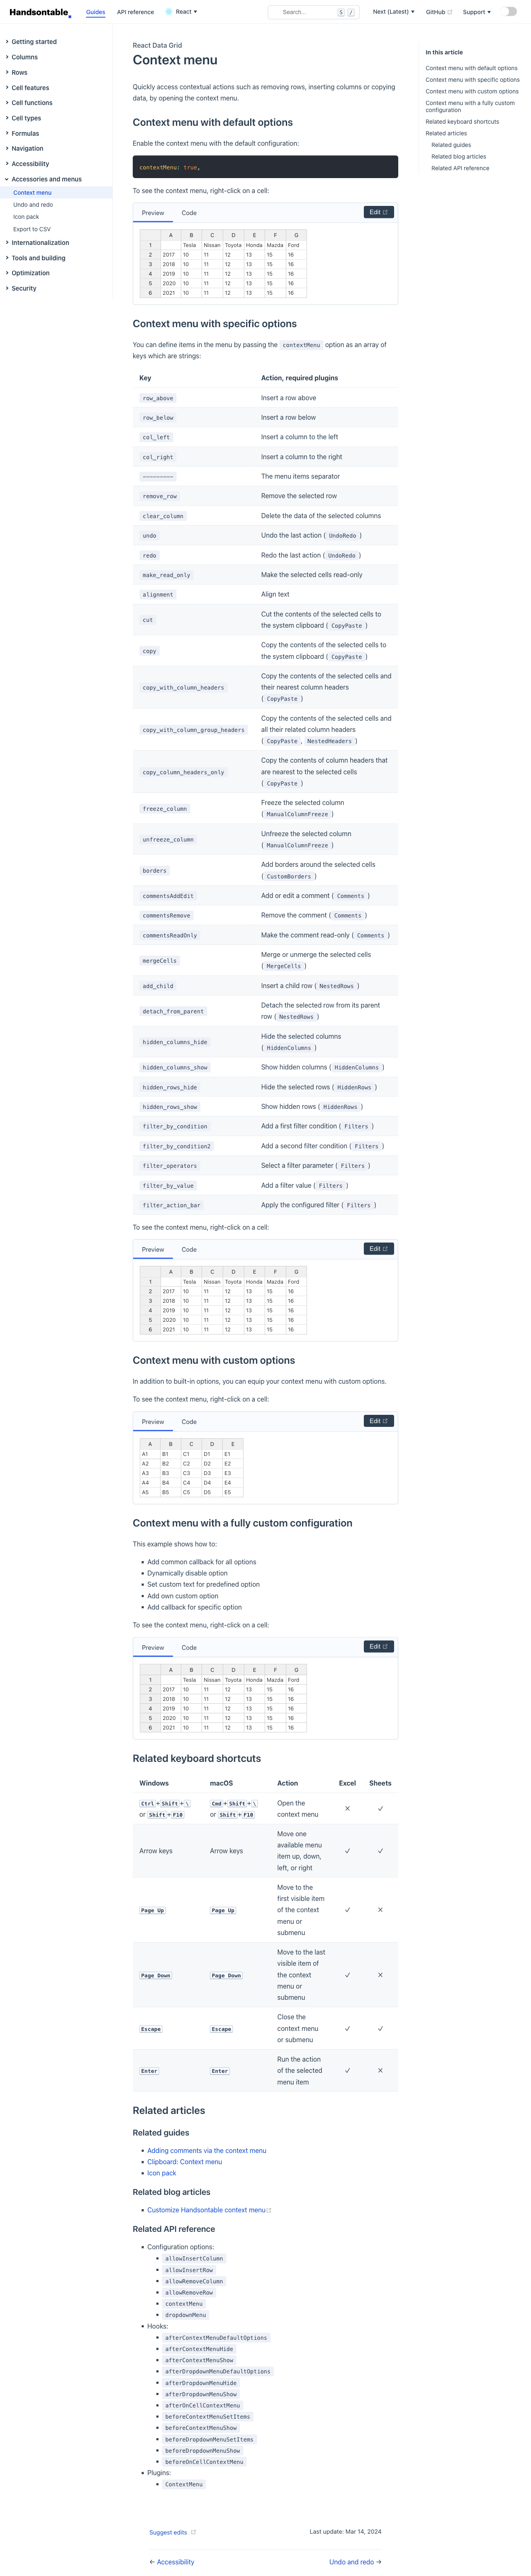 Handsontable
Guides
API reference
React
Search...
S
/
Next (Latest)
GitHub
Support
Getting started
Columns
Rows
Cell features
Cell functions
Cell types
Formulas
Navigation
Accessibility
Accessories and menus
Context menu
Undo and redo
Icon pack
Export to CSV
Internationalization
Tools and building
Optimization
Security
In this article
Context menu with default options
Context menu with specific options
Context menu with custom options
Context menu with a fully custom
configuration
Related keyboard shortcuts
Related articles
Related guides
Related blog articles
Related API reference
React Data Grid
Context menu
Quickly access contextual actions such as removing rows, inserting columns or copying
data, by opening the context menu.
Context menu with default options
Enable the context menu with the default configuration:
contextMenu: true,
To see the context menu, right-click on a cell:
Preview Code Edit
A B C D E F G
1 Tesla Nissan Toyota Honda Mazda Ford
2 2017 10 11 12 13 15 16
3 2018 10 11 12 13 15 16
4 2019 10 11 12 13 15 16
5 2020 10 11 12 13 15 16
6 2021 10 11 12 13 15 16
Context menu with specific options
You can define items in the menu by passing the contextMenu option as an array of
keys which are strings:
Key Action, required plugins
row_above Insert a row above
row_below Insert a row below
col_left Insert a column to the left
col_right Insert a column to the right
--------- The menu items separator
remove_row Remove the selected row
clear_column Delete the data of the selected columns
undo Undo the last action ( UndoRedo )
redo Redo the last action ( UndoRedo )
make_read_only Make the selected cells read-only
alignment Align text
cut Cut the contents of the selected cells to
the system clipboard ( CopyPaste )
copy Copy the contents of the selected cells to
the system clipboard ( CopyPaste )
copy_with_column_headers Copy the contents of the selected cells and
their nearest column headers
( CopyPaste )
copy_with_column_group_headers Copy the contents of the selected cells and
all their related column headers
( CopyPaste , NestedHeaders )
copy_column_headers_only Copy the contents of column headers that
are nearest to the selected cells
( CopyPaste )
freeze_column Freeze the selected column
( ManualColumnFreeze )
unfreeze_column Unfreeze the selected column
( ManualColumnFreeze )
borders Add borders around the selected cells
( CustomBorders )
commentsAddEdit Add or edit a comment ( Comments )
commentsRemove Remove the comment ( Comments )
commentsReadOnly Make the comment read-only ( Comments )
mergeCells Merge or unmerge the selected cells
( MergeCells )
add_child Insert a child row ( NestedRows )
detach_from_parent Detach the selected row from its parent
row ( NestedRows )
hidden_columns_hide Hide the selected columns
( HiddenColumns )
hidden_columns_show Show hidden columns ( HiddenColumns )
hidden_rows_hide Hide the selected rows ( HiddenRows )
hidden_rows_show Show hidden rows ( HiddenRows )
filter_by_condition Add a first filter condition ( Filters )
filter_by_condition2 Add a second filter condition ( Filters )
filter_operators Select a filter parameter ( Filters )
filter_by_value Add a filter value ( Filters )
filter_action_bar Apply the configured filter ( Filters )
To see the context menu, right-click on a cell:
Preview Code Edit
A B C D E F G
1 Tesla Nissan Toyota Honda Mazda Ford
2 2017 10 11 12 13 15 16
3 2018 10 11 12 13 15 16
4 2019 10 11 12 13 15 16
5 2020 10 11 12 13 15 16
6 2021 10 11 12 13 15 16
Context menu with custom options
In addition to built-in options, you can equip your context menu with custom options.
To see the context menu, right-click on a cell:
Preview Code Edit
A B C D E
A1 B1 C1 D1 E1
A2 B2 C2 D2 E2
A3 B3 C3 D3 E3
A4 B4 C4 D4 E4
A5 B5 C5 D5 E5
Context menu with a fully custom configuration
This example shows how to:
Add common callback for all options
Dynamically disable option
Set custom text for predefined option
Add own custom option
Add callback for specific option
To see the context menu, right-click on a cell:
Preview Code Edit
A B C D E F G
1 Tesla Nissan Toyota Honda Mazda Ford
2 2017 10 11 12 13 15 16
3 2018 10 11 12 13 15 16
4 2019 10 11 12 13 15 16
5 2020 10 11 12 13 15 16
6 2021 10 11 12 13 15 16
Related keyboard shortcuts
Windows macOS Action Excel Sheets
Ctrl+Shift+\ or Shift+F10 Cmd+Shift+\ or Shift+F10 Open the
context menu
Arrow keys Arrow keys Move one
available menu
item up, down,
left, or right
Page Up Page Up Move to the
first visible item
of the context
menu or
submenu
Page Down Page Down Move to the last
visible item of
the context
menu or
submenu
Escape Escape Close the
context menu
or submenu
Enter Enter Run the action
of the selected
menu item
Related articles
Related guides
Adding comments via the context menu
Clipboard: Context menu
Icon pack
Related blog articles
Customize Handsontable context menu
Related API reference
Configuration options:
allowInsertColumn
allowInsertRow
allowRemoveColumn
allowRemoveRow
contextMenu
dropdownMenu
Hooks:
afterContextMenuDefaultOptions
afterContextMenuHide
afterContextMenuShow
afterDropdownMenuDefaultOptions
afterDropdownMenuHide
afterDropdownMenuShow
afterOnCellContextMenu
beforeContextMenuSetItems
beforeContextMenuShow
beforeDropdownMenuSetItems
beforeDropdownMenuShow
beforeOnCellContextMenu
Plugins:
ContextMenu
Suggest edits
Last update: Mar 14, 2024
← Accessibility
Undo and redo →